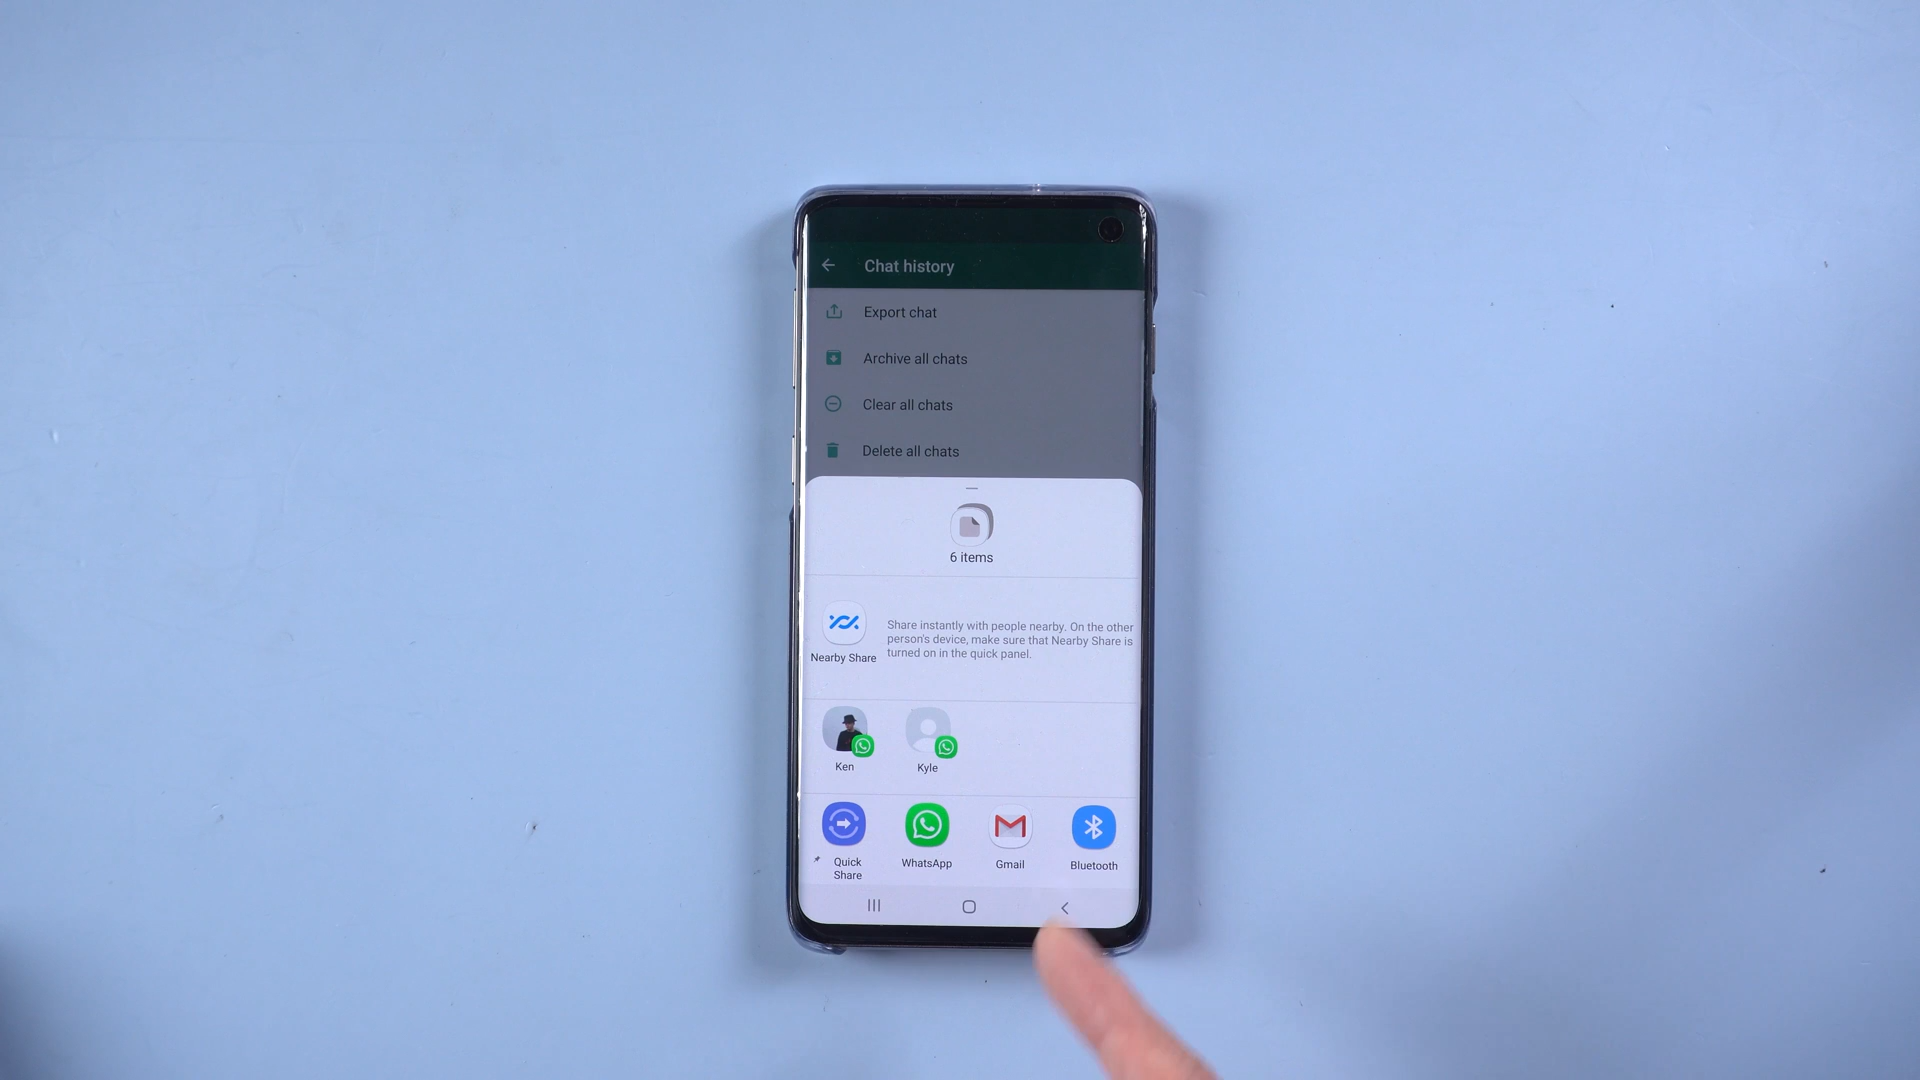 Chat history
Export chat
Archive all chats
Clear all chats
Delete all chats
6 items
Nearby Share
Share instantly with people nearby. On the other
person's device, make sure that Nearby Share is
turned on in the quick panel.
Ken
Kyle
Quick
Share
WhatsApp
Gmail
Bluetooth